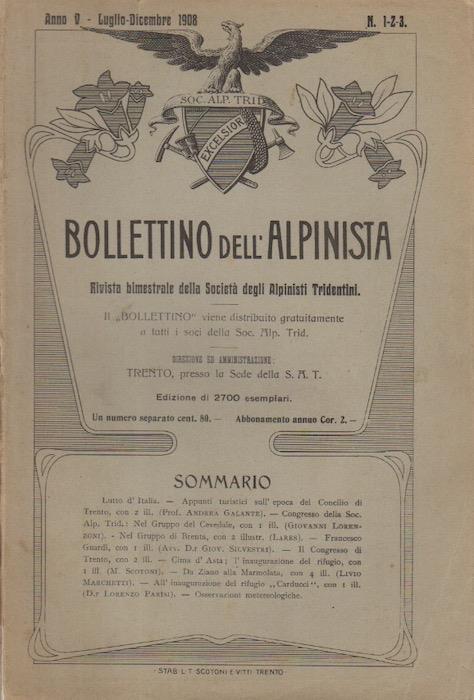 Anno V - Luglio-Dicembre 1908
N. 1-2-3.
SOC. ALP. TRID.
EXCELSIOR
BOLLETTINO DELL'ALPINISTA
Rivista bimestrale della Società degli Alpinisti Tridentini.
Il „BOLLETTINO“ viene distribuito gratuitamente
a tutti i soci della Soc. Alp. Trid.
DIREZIONE ED AMMINISTRAZIONE:
TRENTO, presso la Sede della S. A. T.
Edizione di 2700 esemplari.
Un numero separato cent. 80. — Abbonamento annuo Cor. 2. —
SOMMARIO
Lutto d' Italia. — Appunti turistici sull' epoca del Concilio di
Trento, con 2 ill. (Prof. ANDREA GALANTE). — Congresso della Soc.
Alp. Trid.: Nel Gruppo del Cevedale, con 1 ill. (GIOVANNI LOREN-
ZONI). - Nel Gruppo di Brenta, con 2 illustr. (LARES). — Francesco
Guardi, con 1 ill. (Avv. D.r GIOV. SILVESTRI). — Il Congresso di
Trento, con 2 ill. — Cima d' Asta; l' inaugurazione del rifugio, con
1 ill. (M. SCOTONI). — Da Ziano alla Marmolata, con 4 ill. (LIVIO
MARCHETTI). — All' inaugurazione del rifugio „Carducci“, con 1 ill.
(D.r LORENZO PARISI). — Osservazioni metereologiche.
· STAB. L. T. SCOTONI E VITTI TRENTO ·